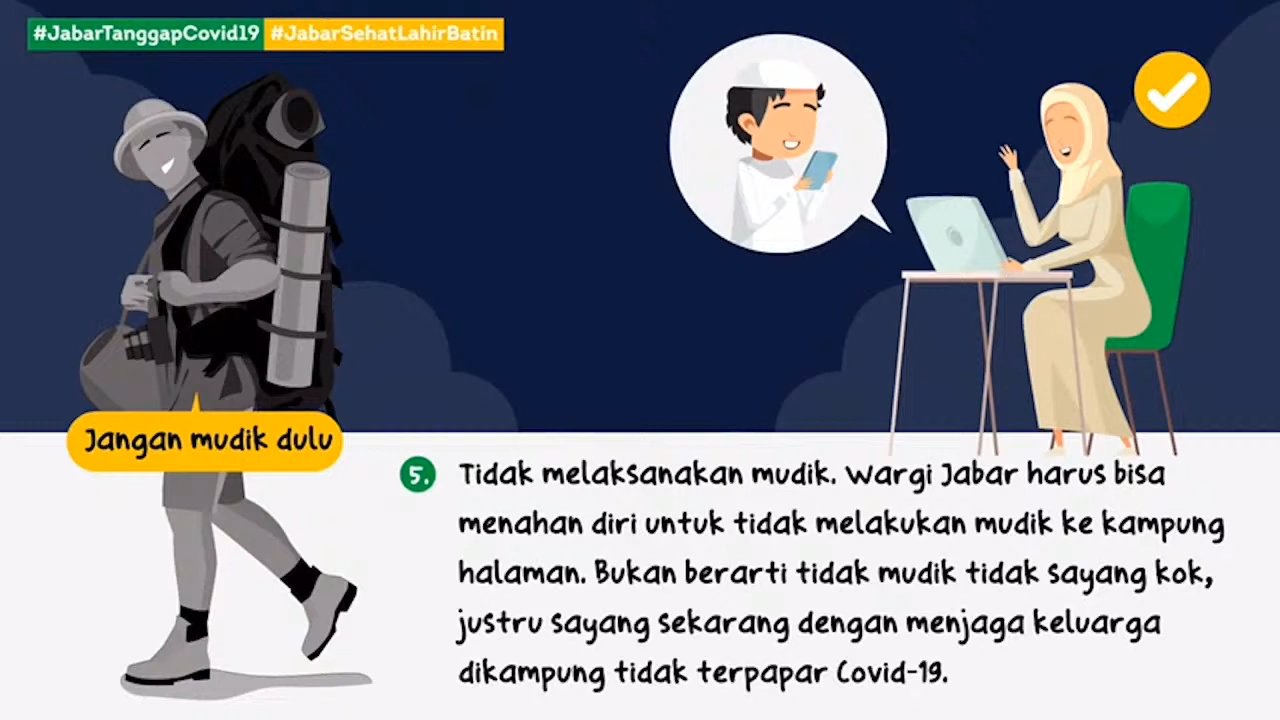 #JabarTanggapCovid19 #JabarSehatLahirBatin
Jangan mudik dulu
5. Tidak melaksanakan mudik. Wargi Jabar harus bisa
menahan diri untuk tidak melakukan mudik ke kampung
halaman. Bukan berarti tidak mudik tidak sayang kok,
justru sayang sekarang dengan menjaga keluarga
dikampung tidak terpapar Covid-19.